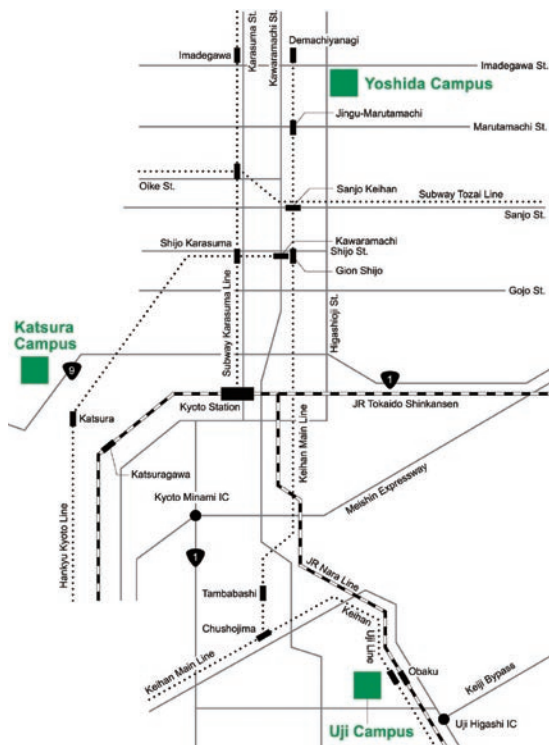 Karasuma St.
Kawaramachi St.
Demachiyanagi
Imadegawa
Imadegawa St.
Yoshida Campus
Jingu-Marutamachi
Marutamachi St.
Oike St.
Sanjo Keihan
Subway Tozai Line
Sanjo St.
Shijo Karasuma
Kawaramachi
Shijo St.
Gion Shijo
Gojo St.
Subway Karasuma Line
Higashioji St.
Katsura
Campus
9
1
Kyoto Station
JR Tokaido Shinkansen
Katsura
Keihan Main Line
Katsuragawa
Hankyu Kyoto Line
Kyoto Minami IC
Meishin Expressway
1
JR Nara Line
Tambabashi
Chushojima
Keihan
Uji Line
Keihan Main Line
Obaku
Keiji Bypass
Uji Campus
Uji Higashi IC